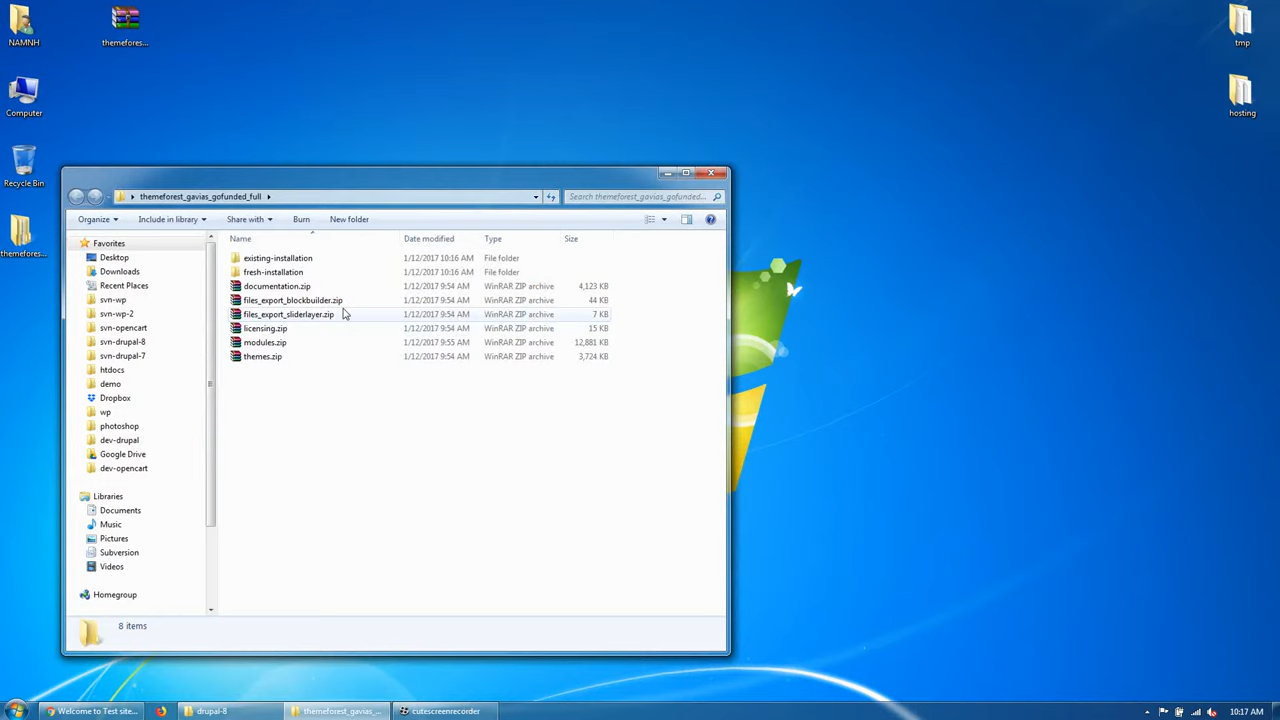 NAMNH
themefores...
tmp
Computer
hosting
Recycle Bin
themefores...
themeforest_gavias_gofunded_full
Search themeforest_gavias_gofunded...
Organize
Include in library
Share with
Burn
New folder
Favorites
Desktop
Downloads
Recent Places
svn-wp
svn-wp-2
svn-opencart
svn-drupal-8
svn-drupal-7
htdocs
demo
Dropbox
wp
photoshop
dev-drupal
Google Drive
dev-opencart
Libraries
Documents
Music
Pictures
Subversion
Videos
Homegroup
Name Date modified Type Size
existing-installation 1/12/2017 10:16 AM File folder
fresh-installation 1/12/2017 10:16 AM File folder
documentation.zip 1/12/2017 9:54 AM WinRAR ZIP archive 4,123 KB
files_export_blockbuilder.zip 1/12/2017 9:54 AM WinRAR ZIP archive 44 KB
files_export_sliderlayer.zip 1/12/2017 9:54 AM WinRAR ZIP archive 7 KB
licensing.zip 1/12/2017 9:54 AM WinRAR ZIP archive 15 KB
modules.zip 1/12/2017 9:55 AM WinRAR ZIP archive 12,881 KB
themes.zip 1/12/2017 9:54 AM WinRAR ZIP archive 3,724 KB
8 items
Welcome to Test site...
drupal-8
themeforest_gavias_...
cutescreenrecorder
10:17 AM